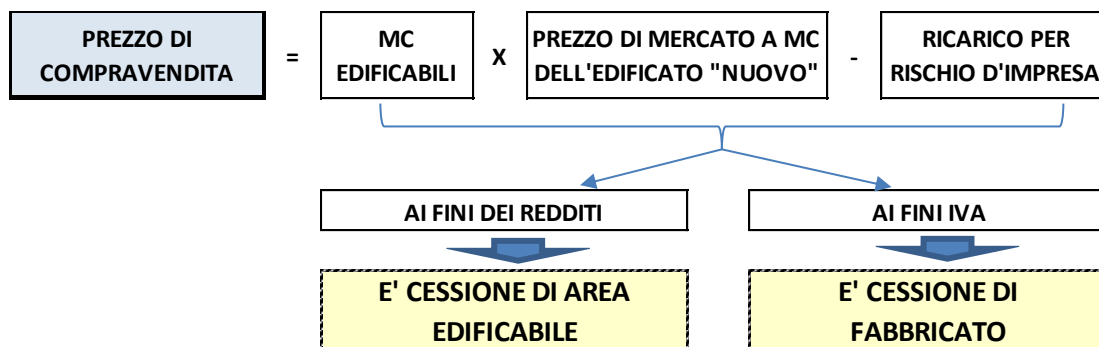 PREZZO DI
COMPRAVENDITA
=
MC
EDIFICABILI
X
PREZZO DI MERCATO A MC
DELL'EDIFICATO "NUOVO"
-
RICARICO PER
RISCHIO D'IMPRESA
AI FINI DEI REDDITI
AI FINI IVA
E' CESSIONE DI AREA
EDIFICABILE
E' CESSIONE DI
FABBRICATO